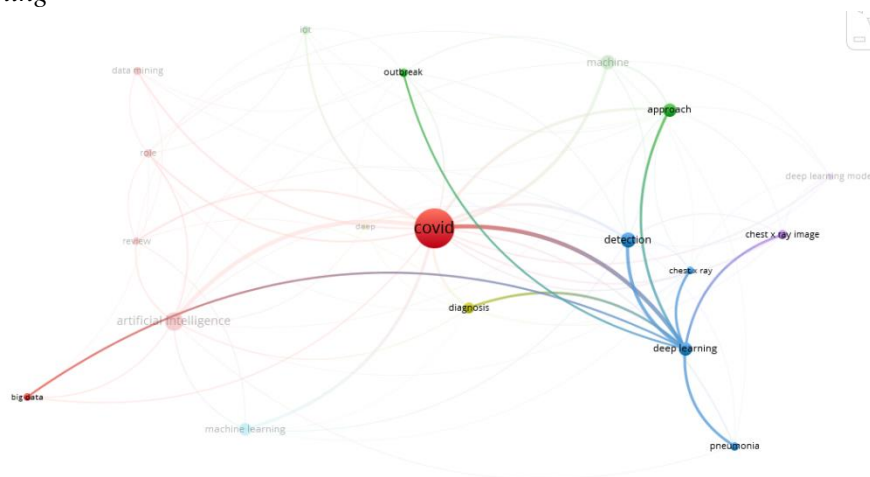 iot
data mining
outbreak
machine
approach
role
deep learning mode
deep
covid
review
detection
chest x ray image
chest x ray
artificial intelligence
diagnosis
deep learning
big data
machine learning
pneumonia